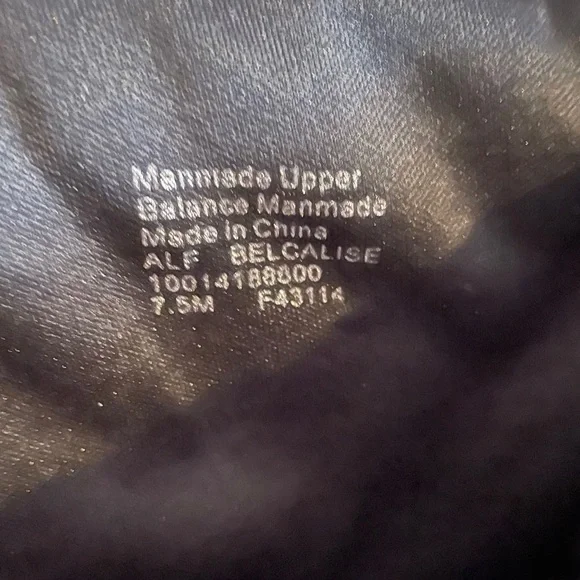 Manmade Upper
Balance Manmade
Made in China
ALF BELCALISE
10014188800
7.5M F43114